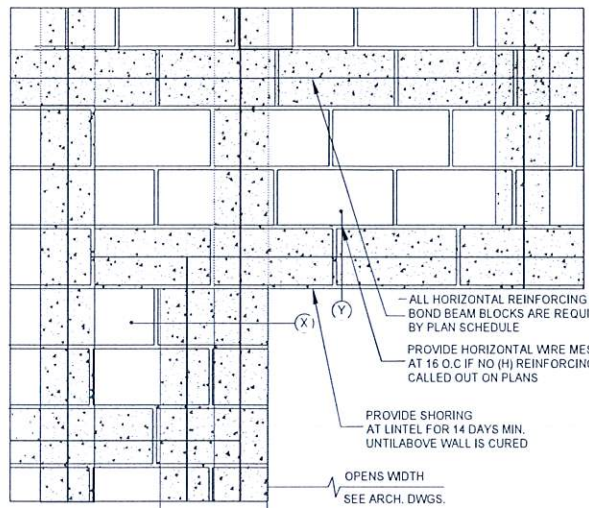 X
Y
ALL HORIZONTAL REINFORCING
BOND BEAM BLOCKS ARE REQUI
BY PLAN SCHEDULE
PROVIDE HORIZONTAL WIRE MES
AT 16 O.C IF NO (H) REINFORCING
CALLED OUT ON PLANS
PROVIDE SHORING
AT LINTEL FOR 14 DAYS MIN.
UNTILABOVE WALL IS CURED
OPENS WIDTH
SEE ARCH. DWGS.